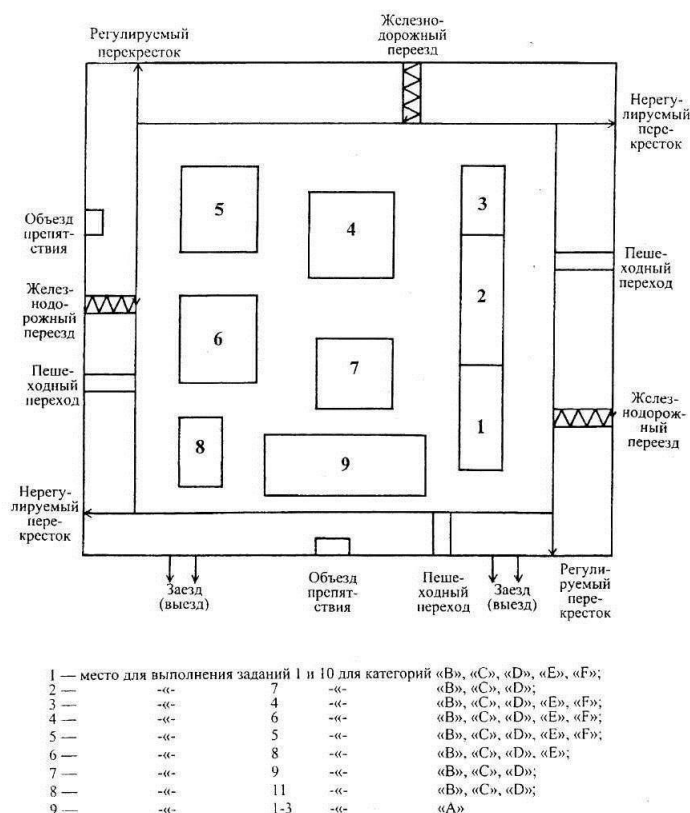 Железно-
дорожный
переезд
Регулируемый
перекресток
Нерегу-
лируемый
пере-
кресток
5
4
3
Объезд
препят-
ствия
Пеше-
ходный
переход
Желез-
нодо-
рожный
переезд
2
6
7
Пеше-
ходный
переход
Желез-
нодорож-
ный
переезд
1
8
9
Нерегу-
лируемый
пере-
кресток
Заезд
(выезд)
Объезд
препят-
ствия
Пеше-
ходный
переход
Заезд
(выезд)
Регули-
руемый
пере-
кресток
1 — место для выполнения заданий 1 и 10 для категорий «B», «C», «D», «E», «F»;
2 — -«- 7 -«- «B», «C», «D»;
3 — -«- 4 -«- «B», «C», «D», «E», «F»;
4 — -«- 6 -«- «B», «C», «D», «E», «F»;
5 — -«- 5 -«- «B», «C», «D», «E», «F»;
6 — -«- 8 -«- «B», «C», «D», «E»;
7 — -«- 9 -«- «B», «C», «D»;
8 — -«- 11 -«- «B», «C», «D»;
9 — -«- 1-3 -«- «A»